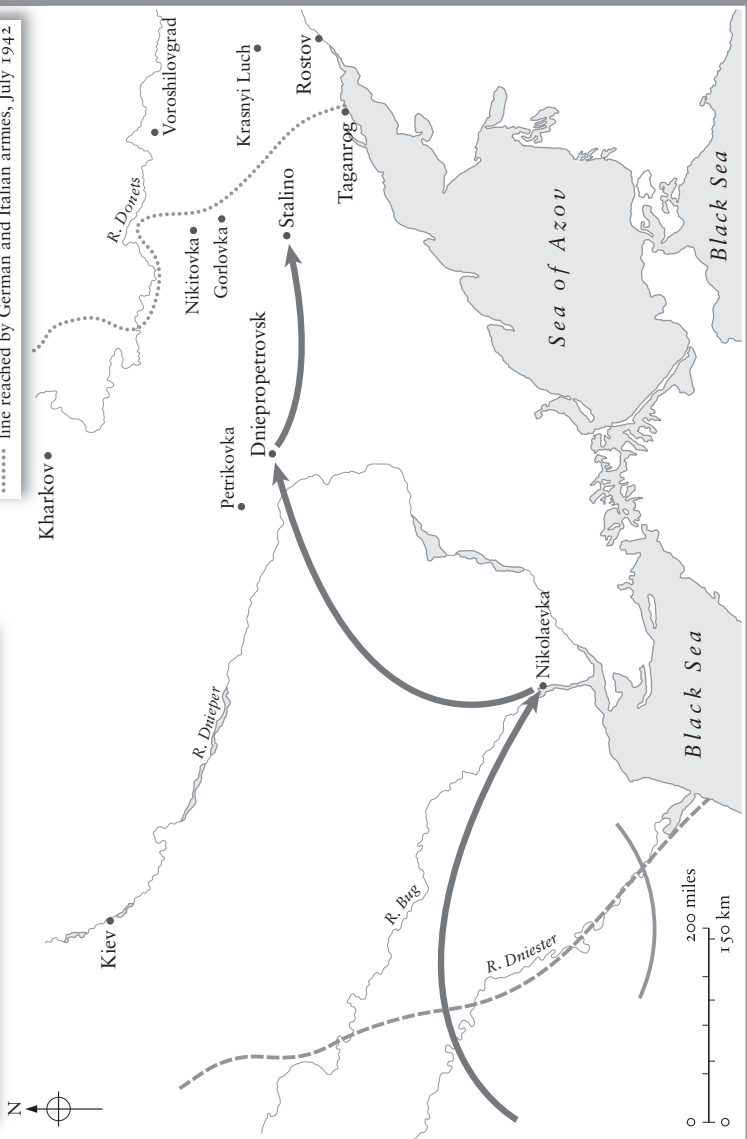 line reached by German and Italian armes, July 1942
N
Kiev
R. Dnieper
Kharkov
R. Donets
Voroshilovgrad
Krasnyi Luch
Rostov
Nikitovka
Gorlovka
Stalino
Taganrog
Petrikovka
Dniepropetrovsk
R. Bug
R. Dniester
Nikolaevka
Sea of Azov
Black Sea
Black Sea
0 200 miles
0 150 km